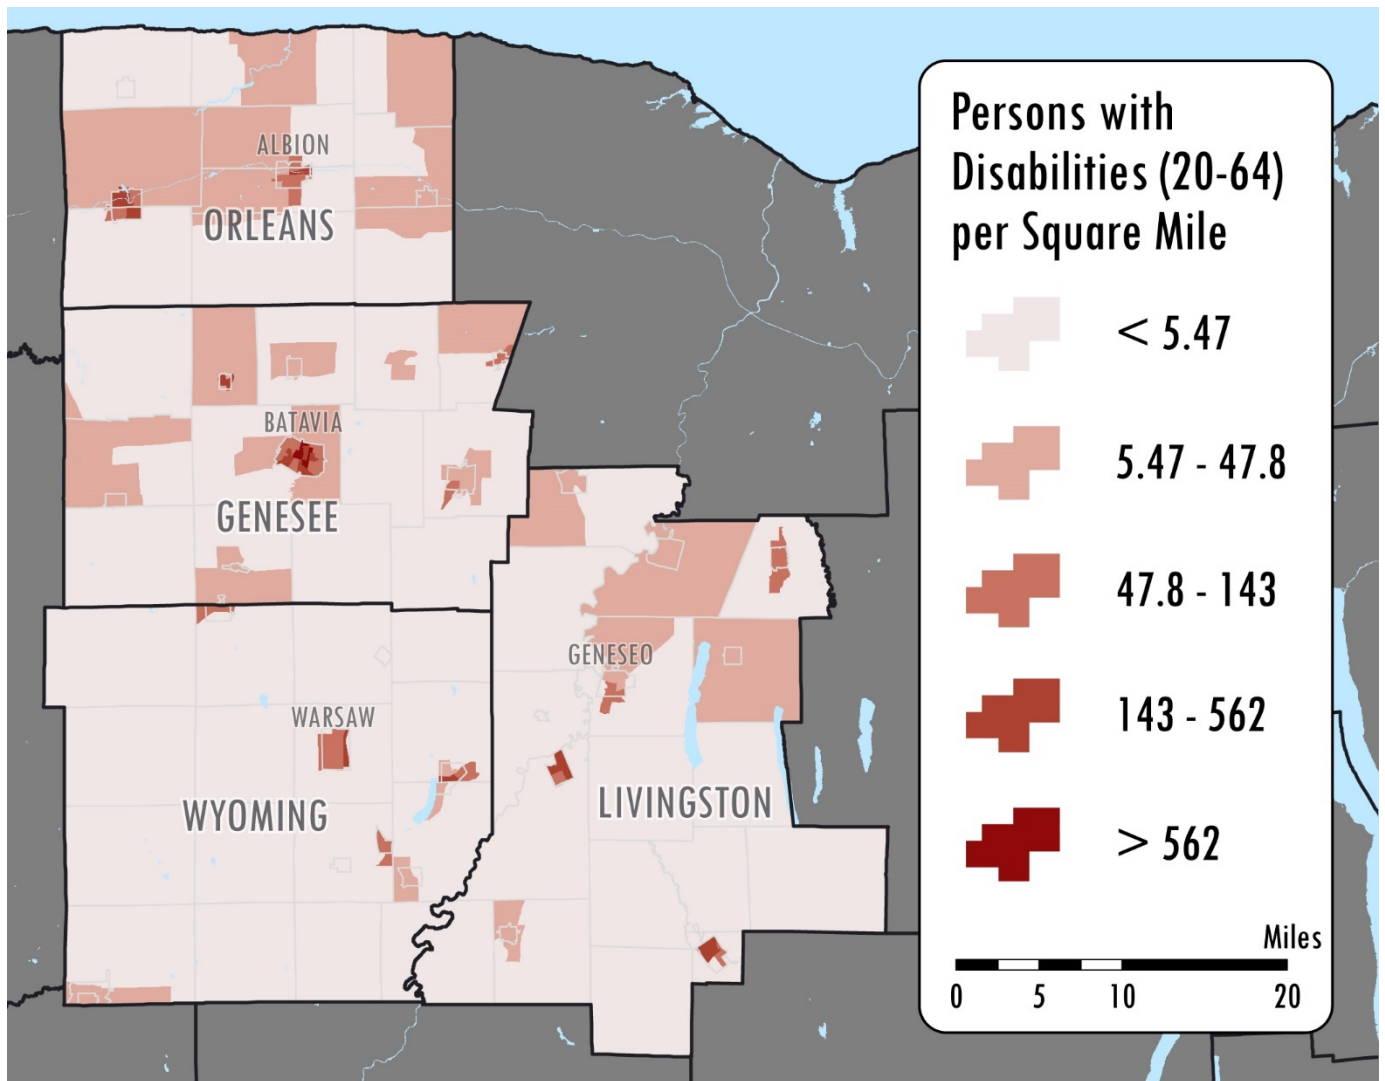 Persons with
Disabilities (20-64)
per Square Mile
< 5.47
5.47 - 47.8
47.8 - 143
143 - 562
> 562
Miles
0 5 10 20
ALBION
ORLEANS
BATAVIA
GENESEE
GENESEO
WARSAW
WYOMING
LIVINGSTON